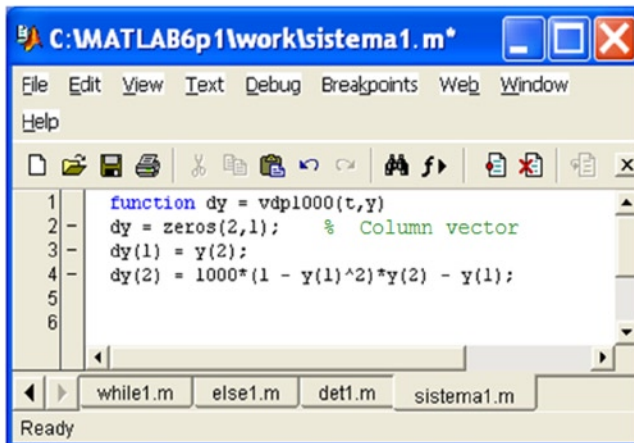 C:\MATLAB6p1\work\sistema1.m*
File Edit View Text Debug Breakpoints Web Window
Help
1 function dy = vdp1000(t,y)
2 - dy = zeros(2,1); % Column vector
3 - dy(1) = y(2);
4 - dy(2) = 1000*(1 - y(1)^2)*y(2) - y(1);
5
6
while1.m else1.m det1.m sistema1.m
Ready